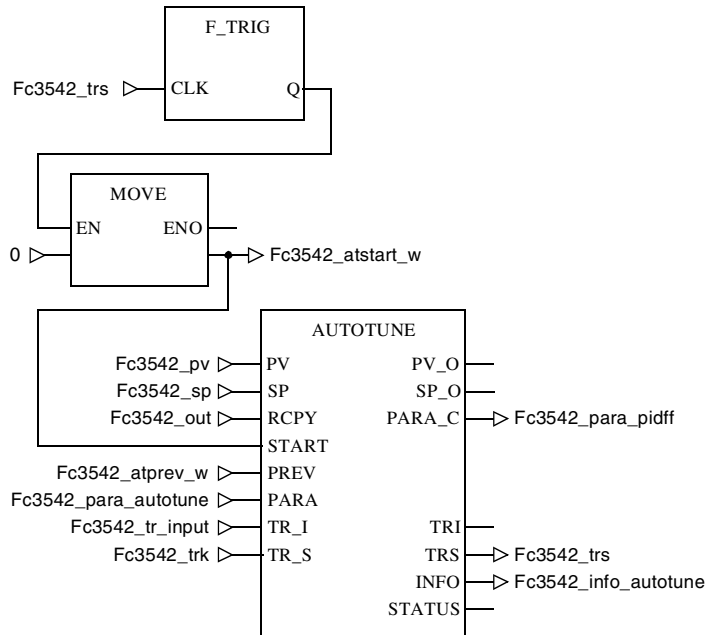 F_TRIG
Fc3542_trs CLK Q
MOVE
EN ENO
0 Fc3542_atstart_w
AUTOTUNE
Fc3542_pv PV PV_O
Fc3542_sp SP SP_O
Fc3542_out RCPY PARA_C Fc3542_para_pidff
START
Fc3542_atprev_w PREV
Fc3542_para_autotune PARA
Fc3542_tr_input TR_I TRI
Fc3542_trk TR_S TRS Fc3542_trs
INFO Fc3542_info_autotune
STATUS